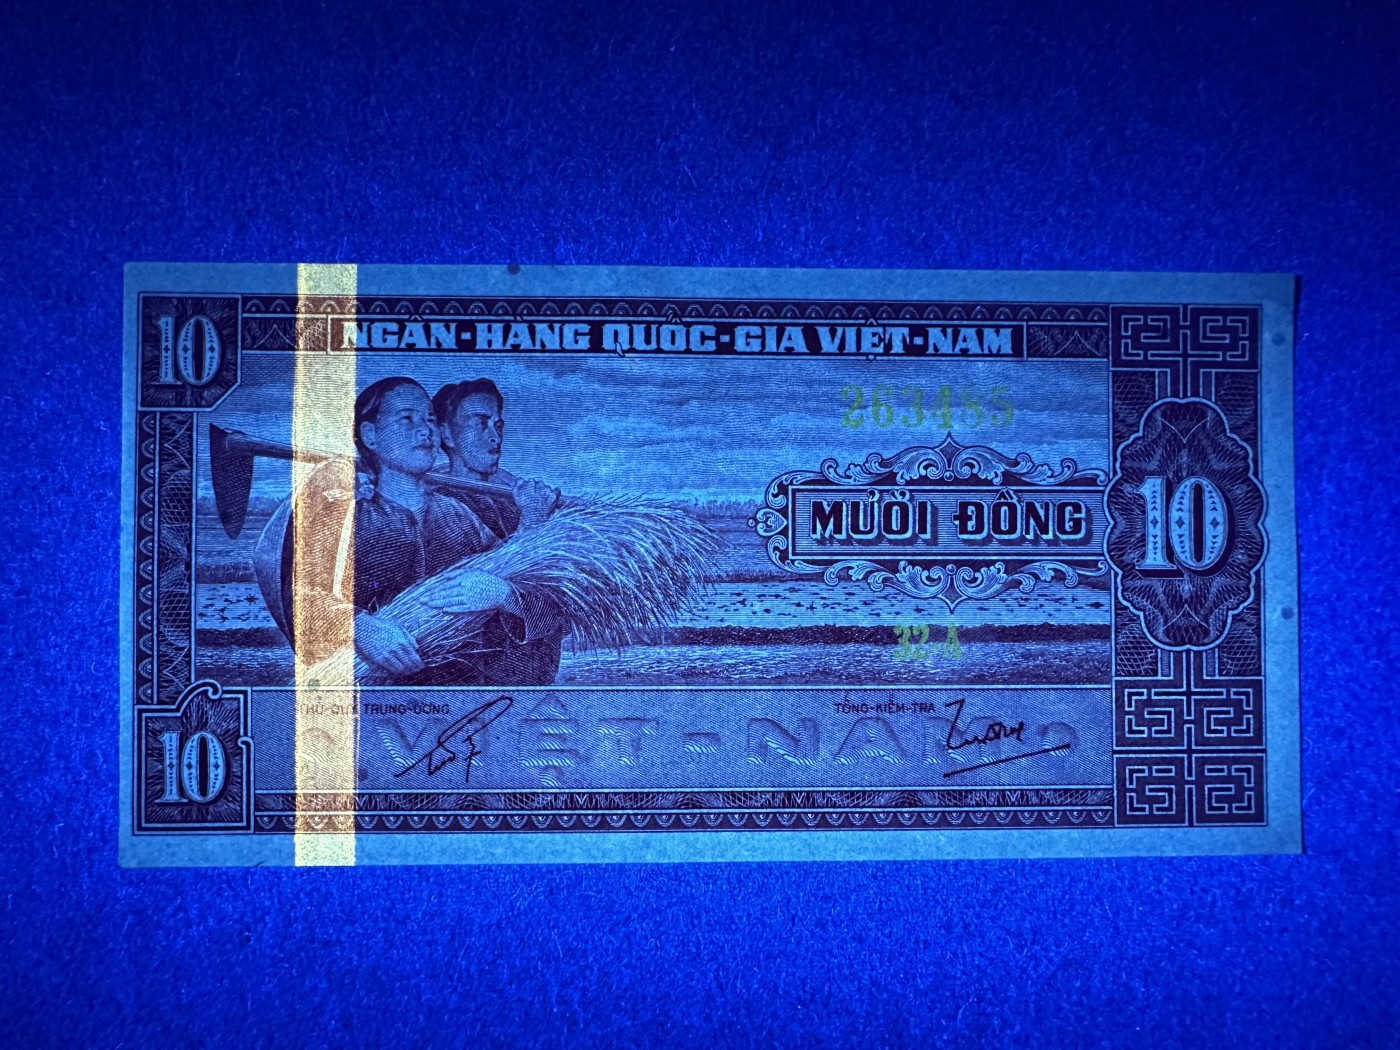 10
NGÂN-HÀNG QUỐC-GIA VIỆT-NAM
263485
MƯỜI ĐỒNG
10
32-A
THỦ-QUỸ TRUNG-ƯƠNG
TỔNG-KIỂM-TRA
VIỆT-NAM
10